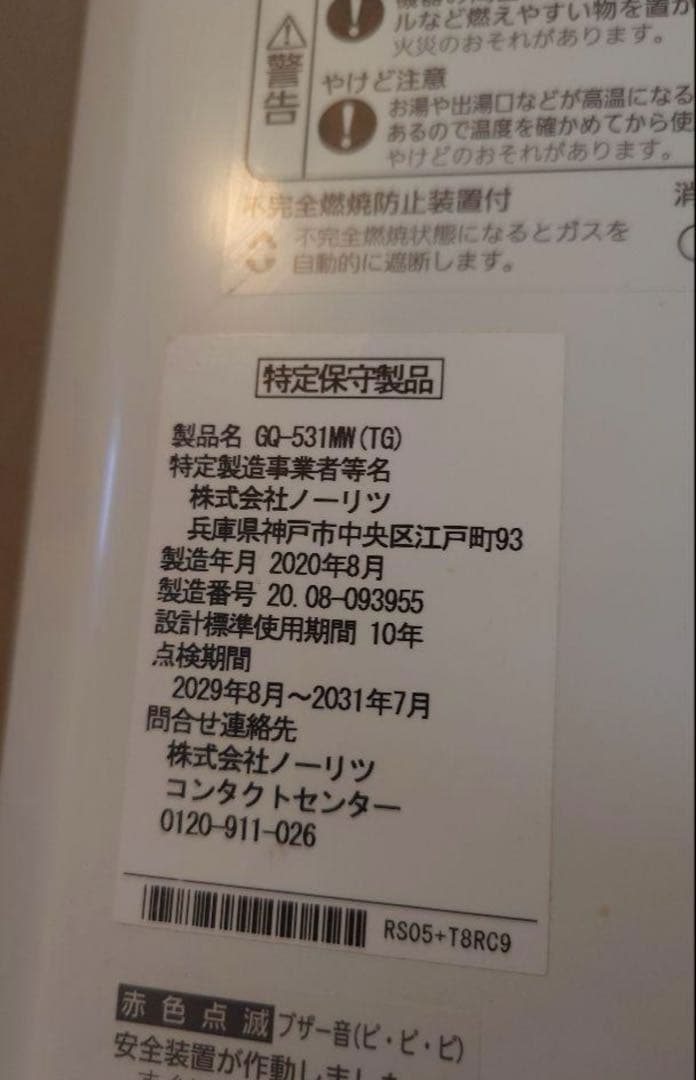 ルなど燃えやすい物を置か
火災のおそれがあります。
警告
やけど注意
お湯や出湯口などが高温になる
あるので温度を確かめてから使
やけどのおそれがあります。
不完全燃焼防止装置付
消
不完全燃焼状態になるとガスを
自動的に遮断します。
特定保守製品
製品名 GQ-531MW(TG)
特定製造事業者等名
株式会社ノーリツ
兵庫県神戸市中央区江戸町93
製造年月 2020年8月
製造番号 20.08-093955
設計標準使用期間 10年
点検期間
2029年8月~2031年7月
問合せ連絡先
株式会社ノーリツ
コンタクトセンター
0120-911-026
RS05+T8RC9
赤色点滅 ブザー音(ピ・ピ・ピ)
安全装置が作動しまし